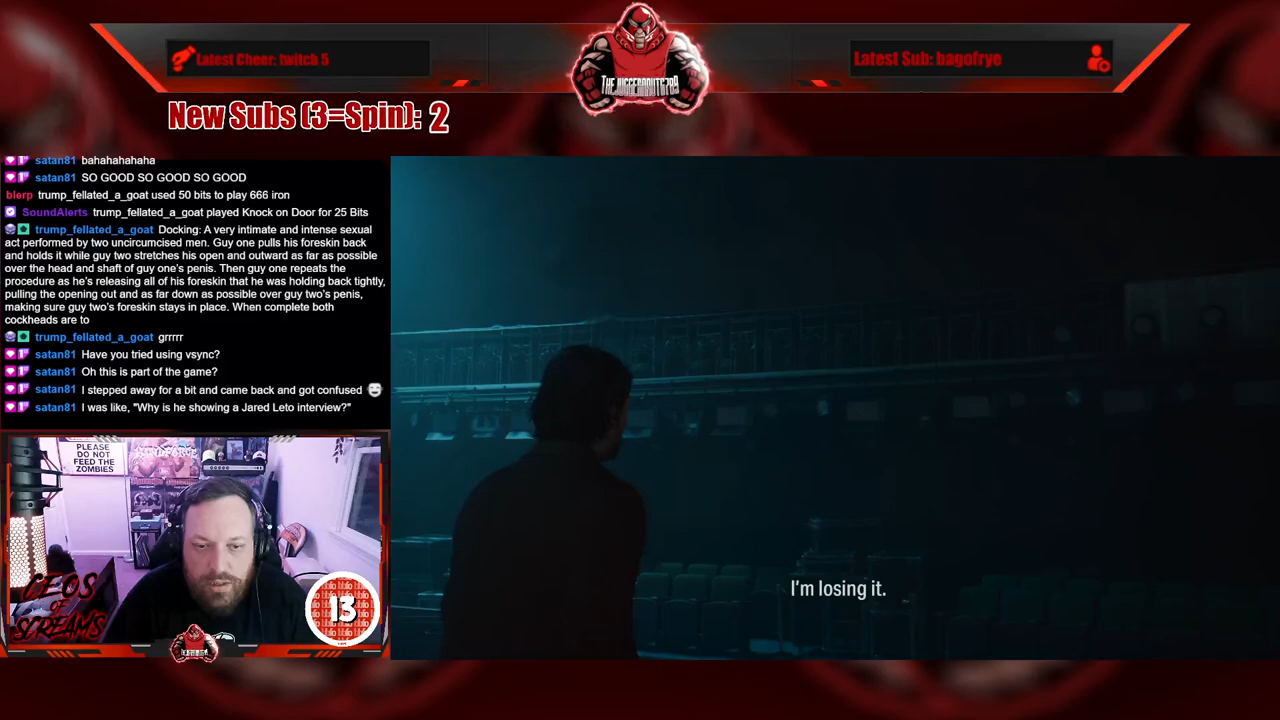 Latest Cheer: twitch 5
THEJUGGERNAUT6789
Latest Sub: bagofrye
New Subs (3=Spin): 2
satan81 bahahahahaha
satan81 SO GOOD SO GOOD SO GOOD
blerp trump_fellated_a_goat used 50 bits to play 666 iron
SoundAlerts trump_fellated_a_goat played Knock on Door for 25 Bits
trump_fellated_a_goat Docking: A very intimate and intense sexual
act performed by two uncircumcised men. Guy one pulls his foreskin back
and holds it while guy two stretches his open and outward as far as possible
over the head and shaft of guy one's penis. Then guy one repeats the
procedure as he's releasing all of his foreskin that he was holding back tightly,
pulling the opening out and as far down as possible over guy two's penis,
making sure guy two's foreskin stays in place. When complete both
cockheads are to
trump_fellated_a_goat grrrrr
satan81 Have you tried using vsync?
satan81 Oh this is part of the game?
satan81 I stepped away for a bit and came back and got confused
satan81 I was like, "Why is he showing a Jared Leto interview?"
PLEASE
DO NOT
FEED THE
ZOMBIES
CEOS
OF
SCREAMS
13
I'm losing it.